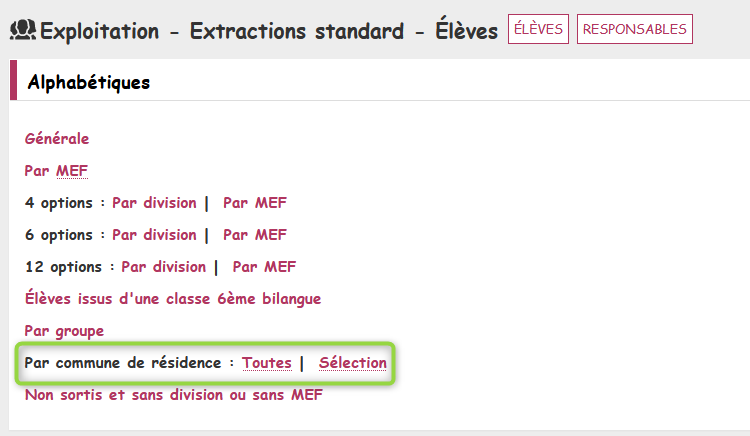 Exploitation - Extractions standard - Élèves ÉLÈVES RESPONSABLES
Alphabétiques
Générale
Par MEF
4 options : Par division | Par MEF
6 options : Par division | Par MEF
12 options : Par division | Par MEF
Élèves issus d'une classe 6ème bilangue
Par groupe
Par commune de résidence : Toutes | Sélection
Non sortis et sans division ou sans MEF